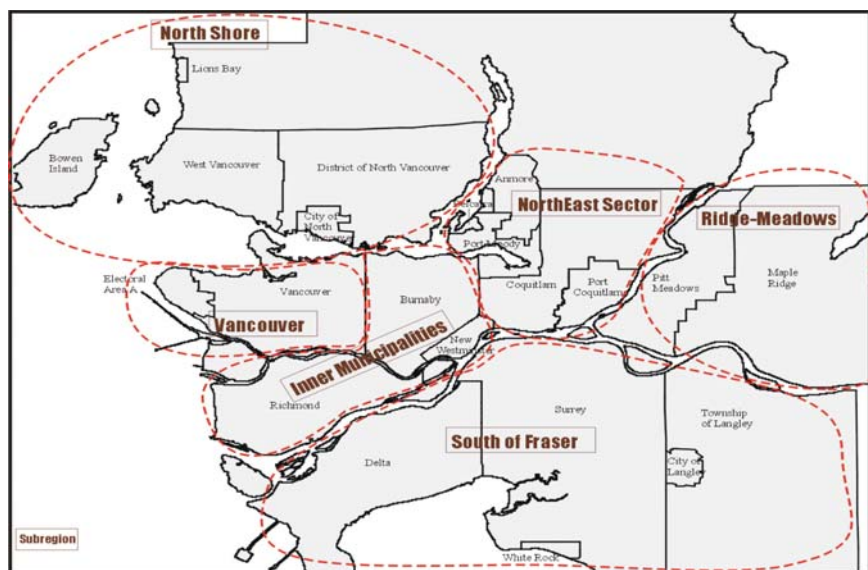 North Shore
Lions Bay
Bowen
Island
West Vancouver
District of North Vancouver
Anmore
City of
North
Vancouver
NorthEast Sector
Ridge-Meadows
Port Moody
Electoral
Area A
Vancouver
Burnaby
Coquitlam
Port
Coquitlam
Pitt
Meadows
Maple
Ridge
Vancouver
Inner Municipalities
New
Westminster
Richmond
Surrey
Township
of Langley
South of Fraser
Delta
City of
Langley
White Rock
Subregion